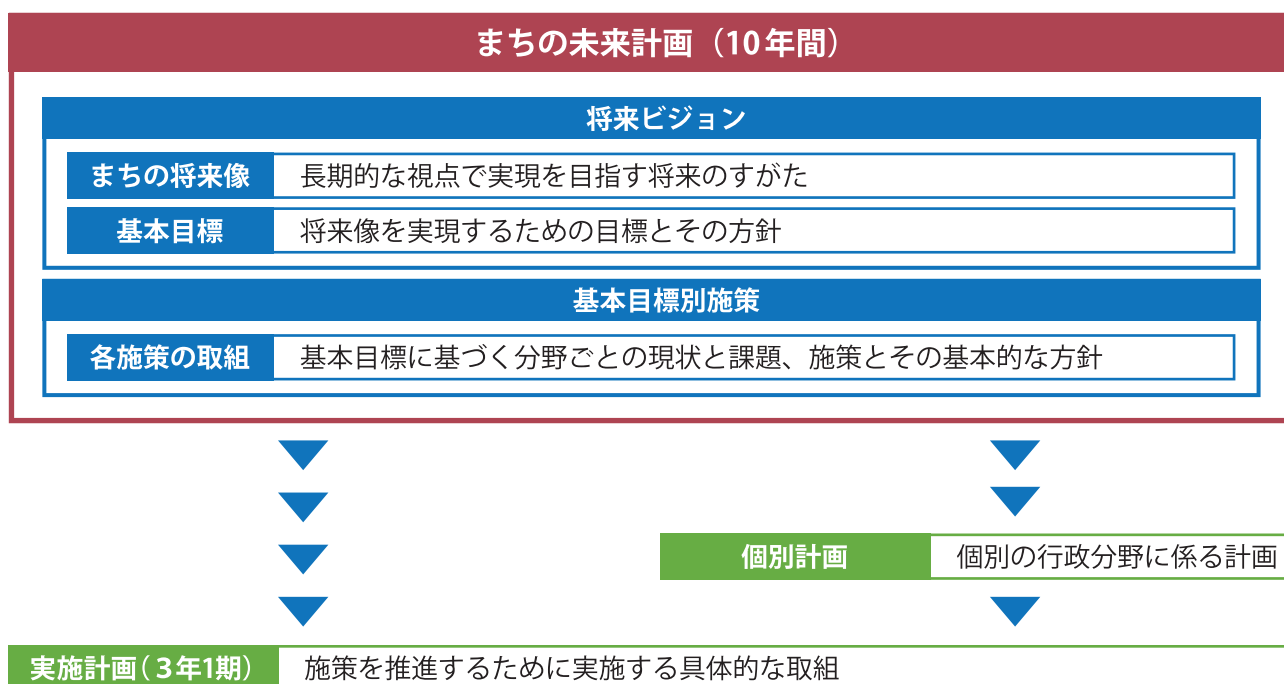 まちの未来計画（10年間）
将来ビジョン
まちの将来像 長期的な視点で実現を目指す将来のすがた
基本目標 将来像を実現するための目標とその方針
基本目標別施策
各施策の取組 基本目標に基づく分野ごとの現状と課題、施策とその基本的な方針
個別計画 個別の行政分野に係る計画
実施計画（3年1期） 施策を推進するために実施する具体的な取組